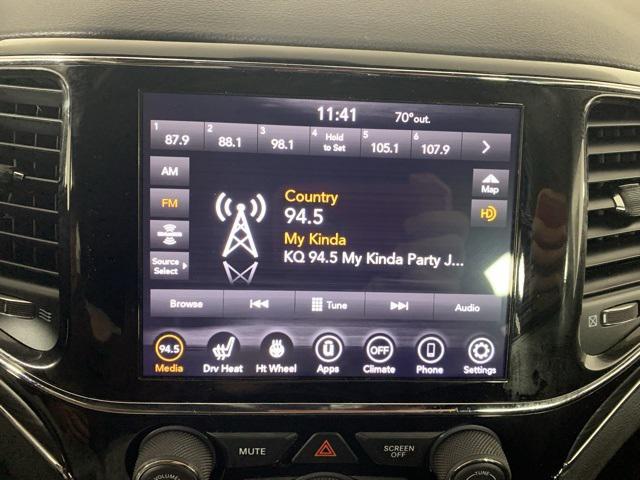 11:41 70°out.
1 87.9 2 88.1 3 98.1 4 Hold to Set 5 105.1 6 107.9
AM
FM
Source Select
Country
94.5
My Kinda
KQ 94.5 My Kinda Party J...
Map
HD
Browse Tune Audio
94.5 OFF
Media Drv Heat Ht Wheel Apps Climate Phone Settings
MUTE SCREEN OFF
VOLUME TUNE